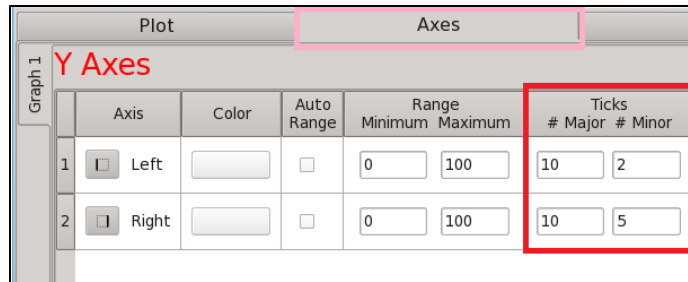 Plot Axes
Graph 1
Y Axes
Axis Color Auto Range Range Minimum Maximum Ticks # Major # Minor
1 Left 0 100 10 2
2 Right 0 100 10 5